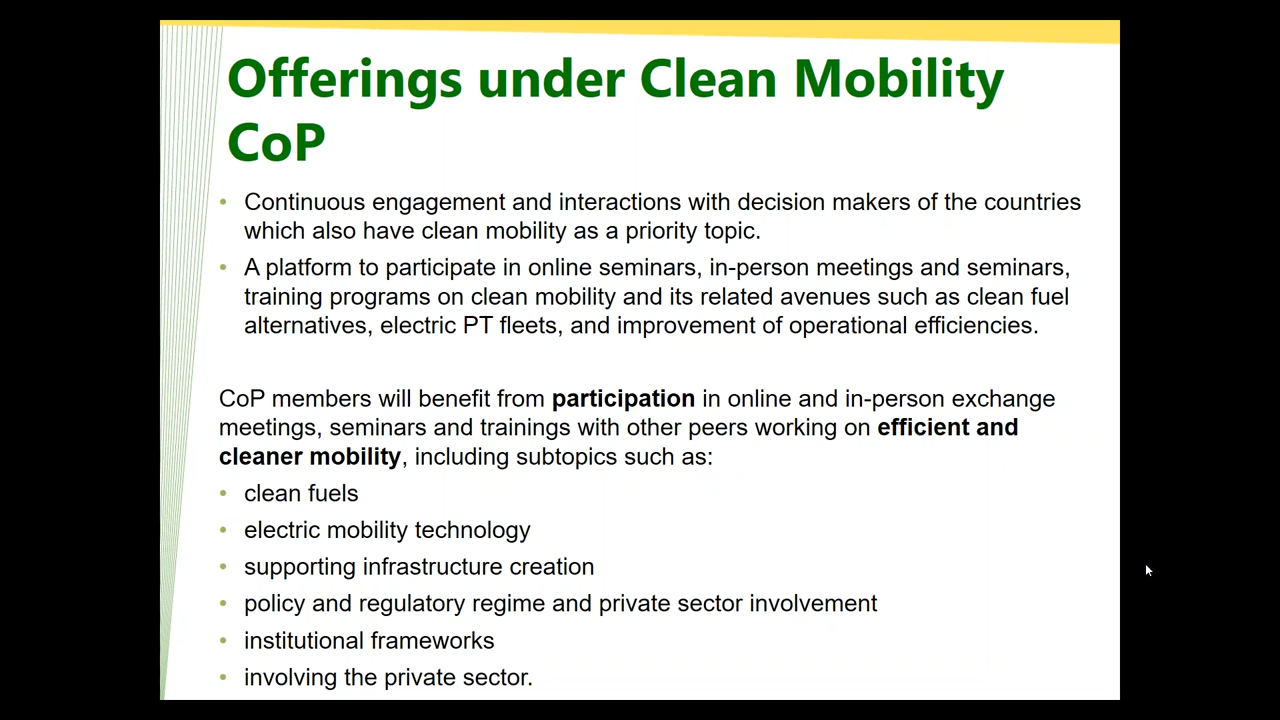 Offerings under Clean Mobility
CoP
• Continuous engagement and interactions with decision makers of the countries
which also have clean mobility as a priority topic.
• A platform to participate in online seminars, in-person meetings and seminars,
training programs on clean mobility and its related avenues such as clean fuel
alternatives, electric PT fleets, and improvement of operational efficiencies.
CoP members will benefit from participation in online and in-person exchange
meetings, seminars and trainings with other peers working on efficient and
cleaner mobility, including subtopics such as:
• clean fuels
• electric mobility technology
• supporting infrastructure creation
• policy and regulatory regime and private sector involvement
• institutional frameworks
• involving the private sector.